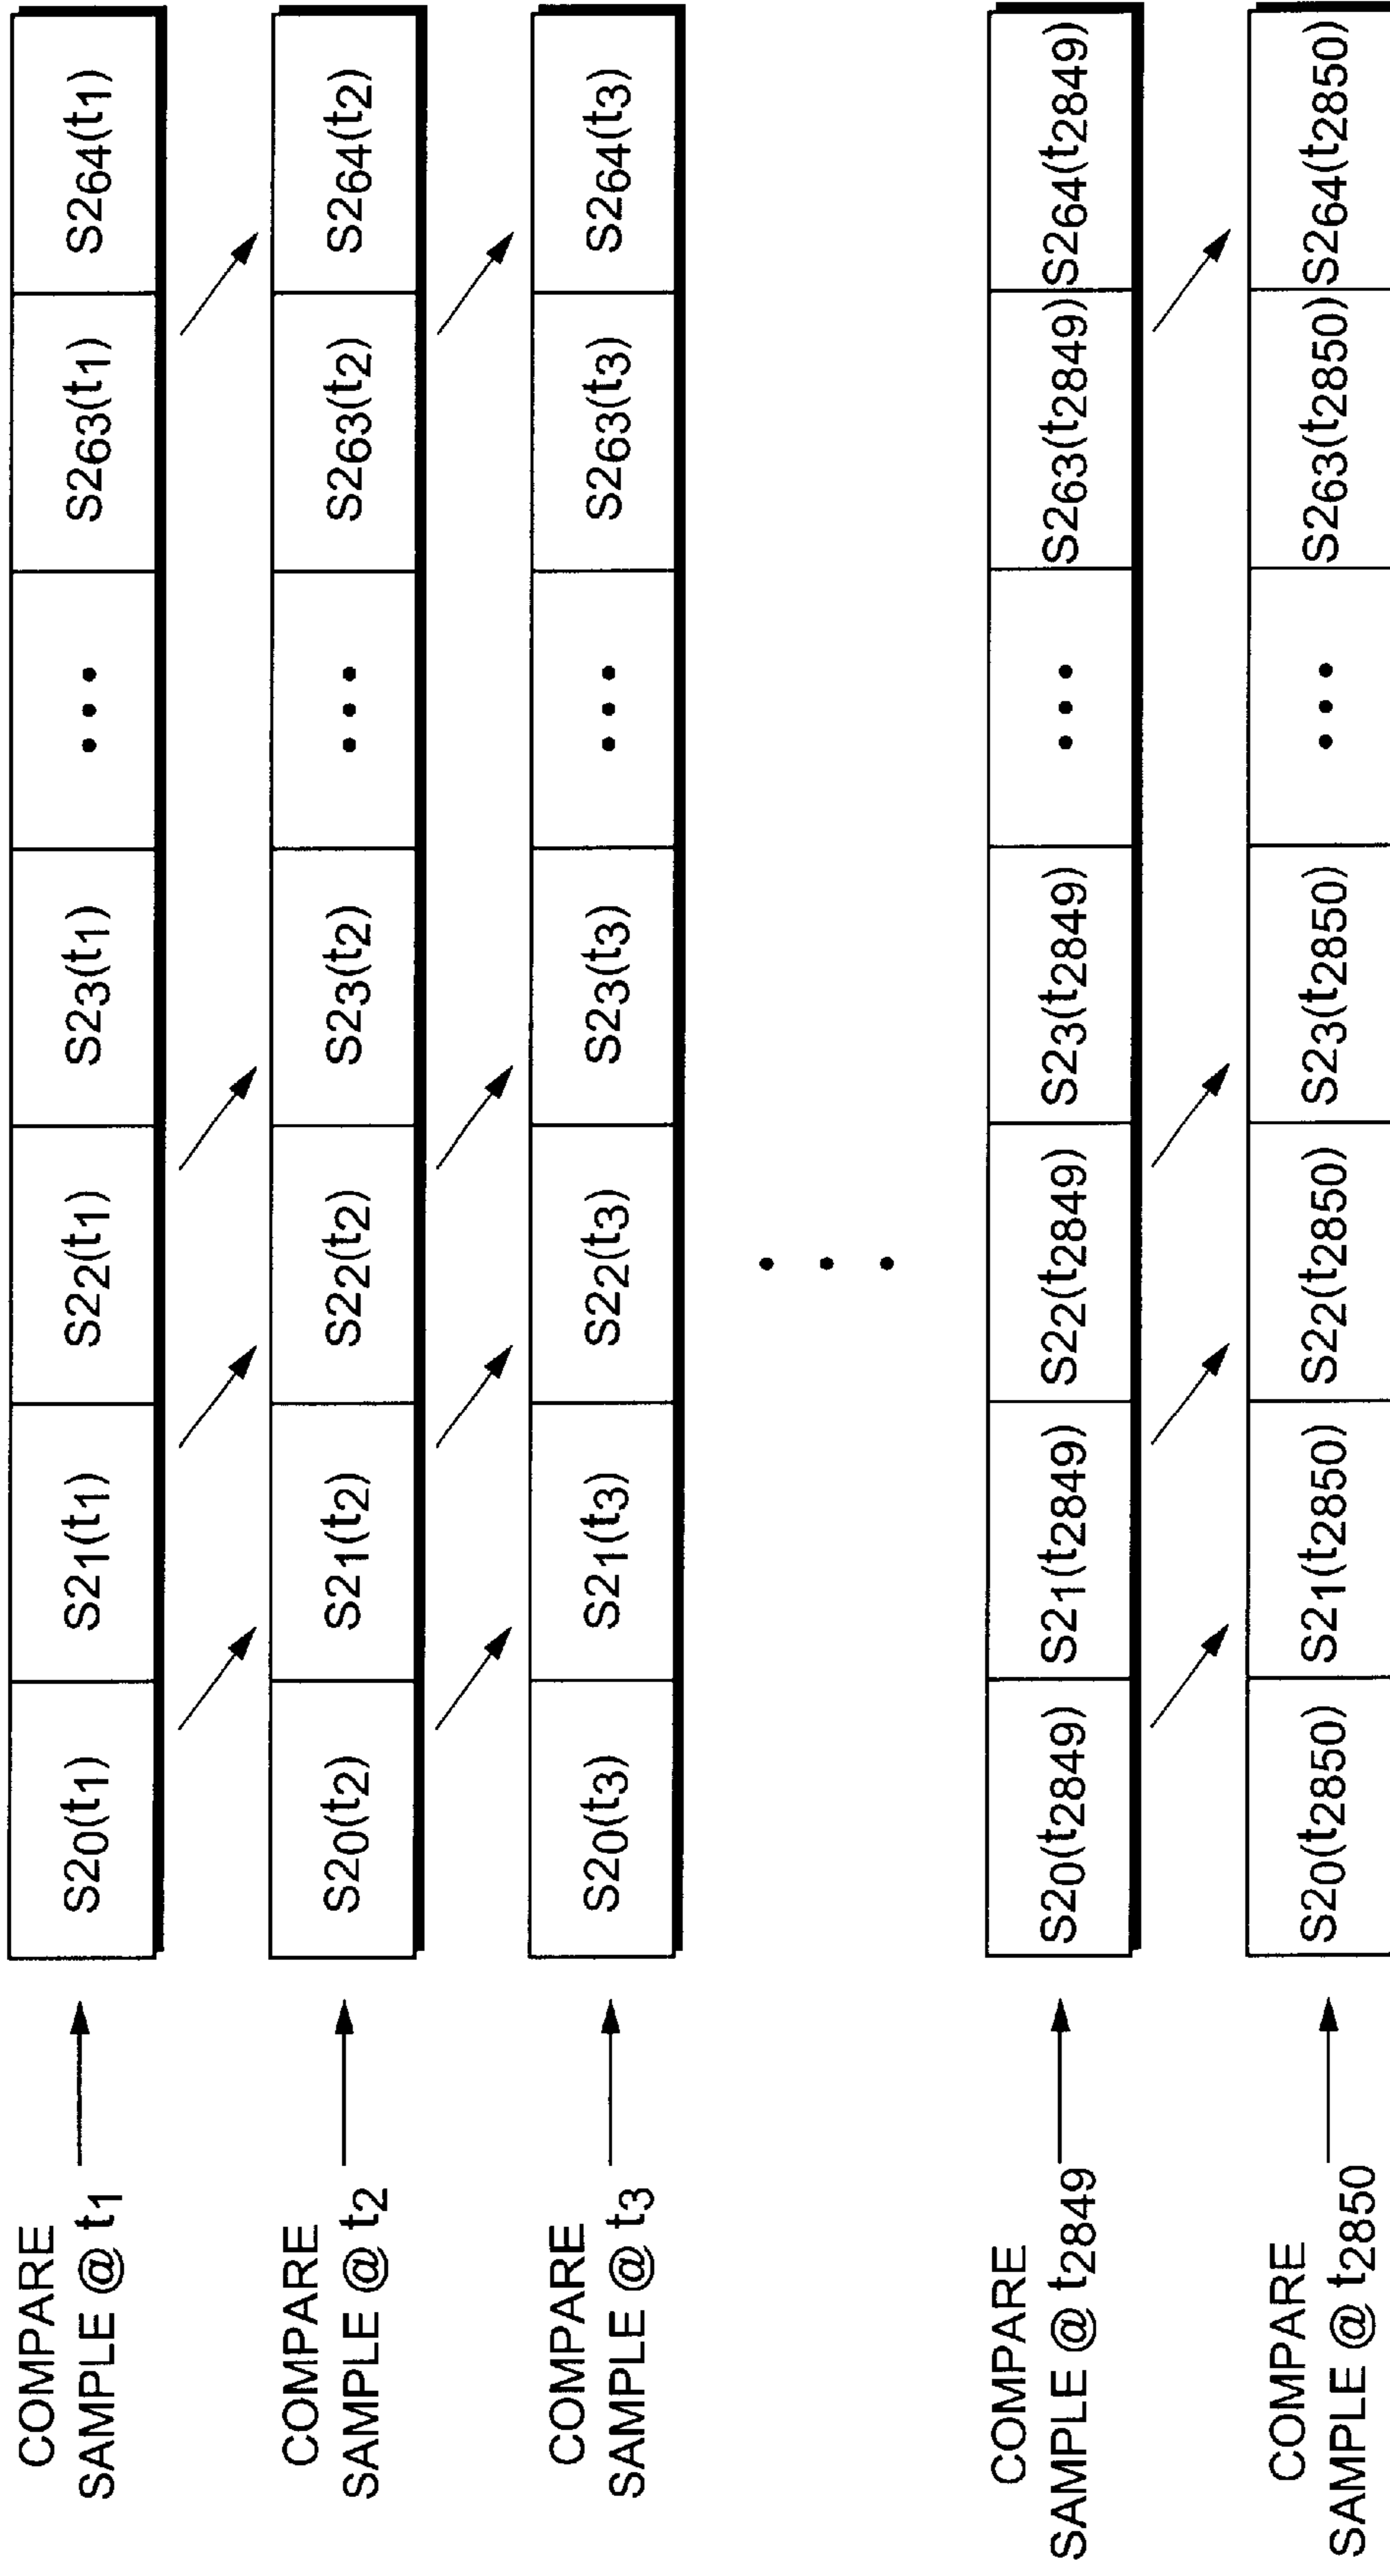 COMPARE
SAMPLE @ t1
S20(t1) S21(t1) S22(t1) S23(t1) • • • S263(t1) S264(t1)
COMPARE
SAMPLE @ t2
S20(t2) S21(t2) S22(t2) S23(t2) • • • S263(t2) S264(t2)
COMPARE
SAMPLE @ t3
S20(t3) S21(t3) S22(t3) S23(t3) • • • S263(t3) S264(t3)
• • •
COMPARE
SAMPLE @ t2849
S20(t2849) S21(t2849) S22(t2849) S23(t2849) • • • S263(t2849) S264(t2849)
COMPARE
SAMPLE @ t2850
S20(t2850) S21(t2850) S22(t2850) S23(t2850) • • • S263(t2850) S264(t2850)